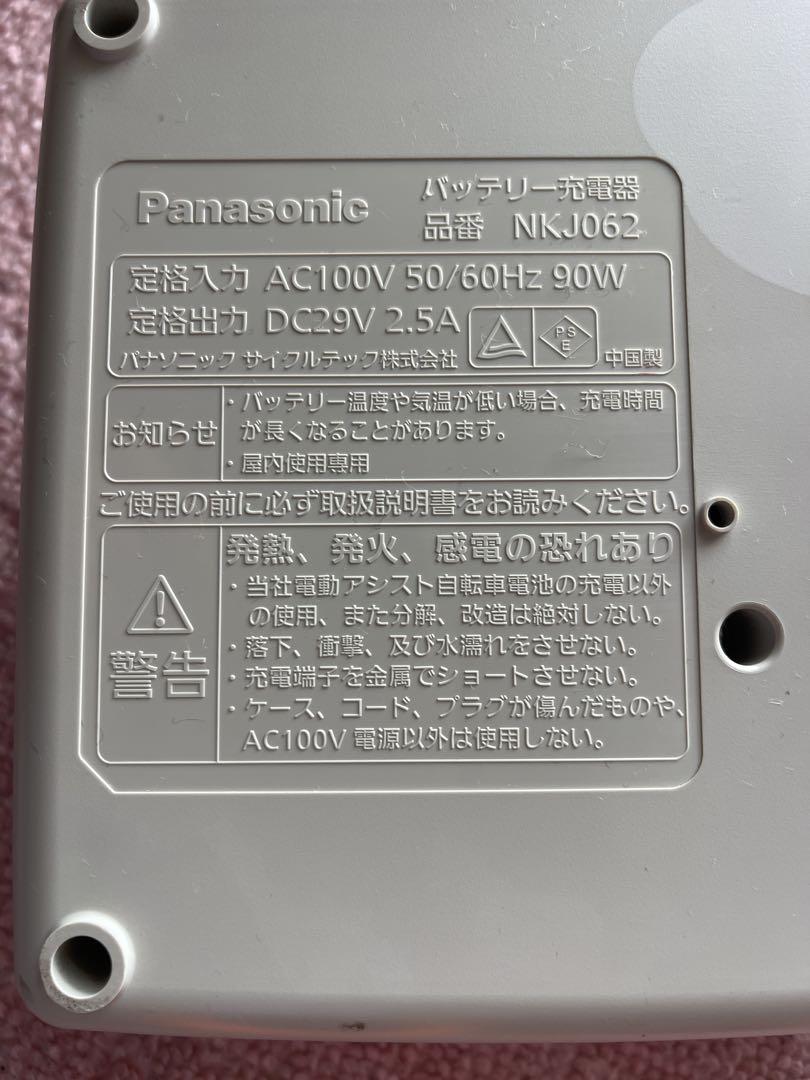 Panasonic バッテリー充電器
品番 NKJ062
定格入力 AC100V 50/60Hz 90W
定格出力 DC29V 2.5A
PS
E
パナソニック サイクルテック株式会社
中国製
お知らせ
・バッテリー温度や気温が低い場合、充電時間
が長くなることがあります。
・屋内使用専用
ご使用の前に必ず取扱説明書をお読みください。
警告
発熱、発火、感電の恐れあり
・当社電動アシスト自転車電池の充電以外
の使用、また分解、改造は絶対しない。
・落下、衝撃、及び水濡れをさせない。
・充電端子を金属でショートさせない。
・ケース、コード、プラグが傷んだものや、
AC100V 電源以外は使用しない。